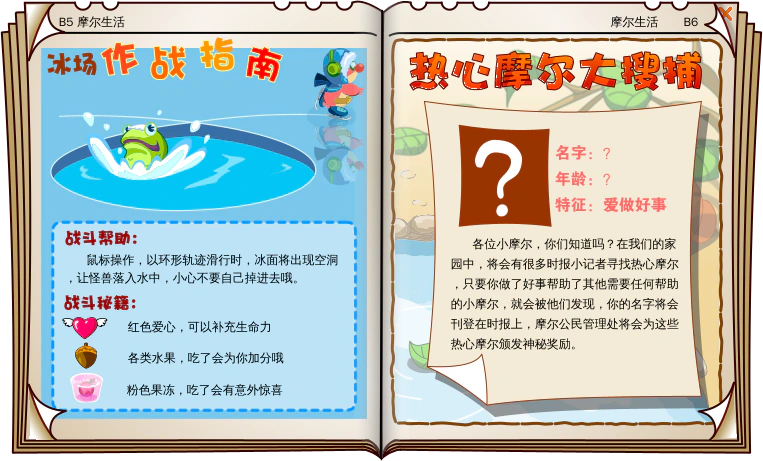 B5 摩尔生活
冰场作战指南
战斗帮助：
鼠标操作，以环形轨迹滑行时，冰面将出现空洞
，让怪兽落入水中，小心不要自己掉进去哦。
战斗秘籍：
红色爱心，可以补充生命力
各类水果，吃了会为你加分哦
粉色果冻，吃了会有意外惊喜
摩尔生活 B6
热心摩尔大搜捕
?
名字：？
年龄：？
特征：爱做好事
各位小摩尔，你们知道吗？在我们的家
园中，将会有很多时报小记者寻找热心摩尔
，只要你做了好事帮助了其他需要任何帮助
的小摩尔，就会被他们发现，你的名字将会
刊登在时报上，摩尔公民管理处将会为这些
热心摩尔颁发神秘奖励。